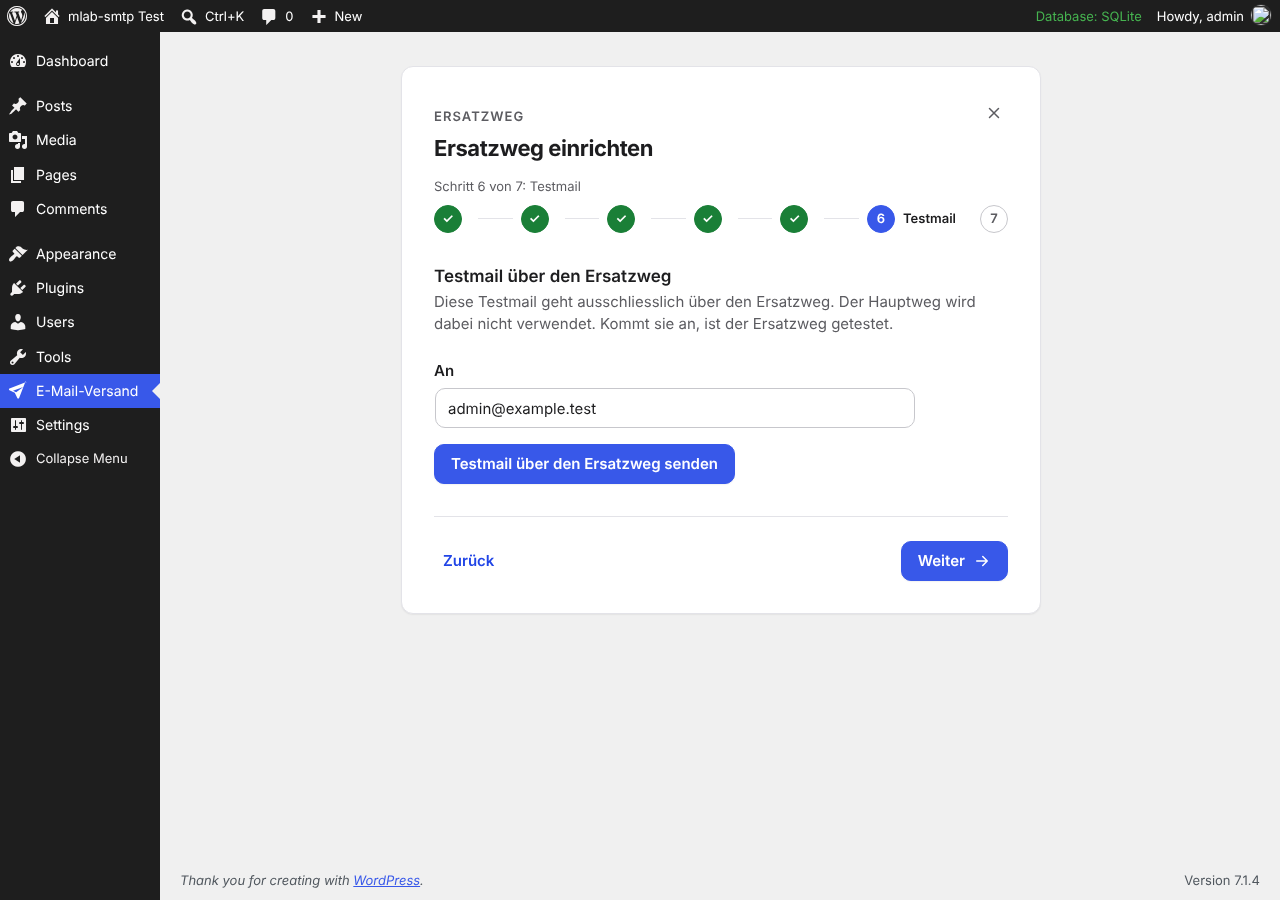 mlab-smtp Test
Ctrl+K
0
New
Database: SQLite
Howdy, admin
Dashboard
Posts
Media
Pages
Comments
Appearance
Plugins
Users
Tools
E-Mail-Versand
Settings
Collapse Menu
ERSATZWEG
Ersatzweg einrichten
Schritt 6 von 7: Testmail
6 Testmail 7
Testmail über den Ersatzweg
Diese Testmail geht ausschliesslich über den Ersatzweg. Der Hauptweg wird
dabei nicht verwendet. Kommt sie an, ist der Ersatzweg getestet.
An
admin@example.test
Testmail über den Ersatzweg senden
Zurück
Weiter
Thank you for creating with WordPress.
Version 7.1.4